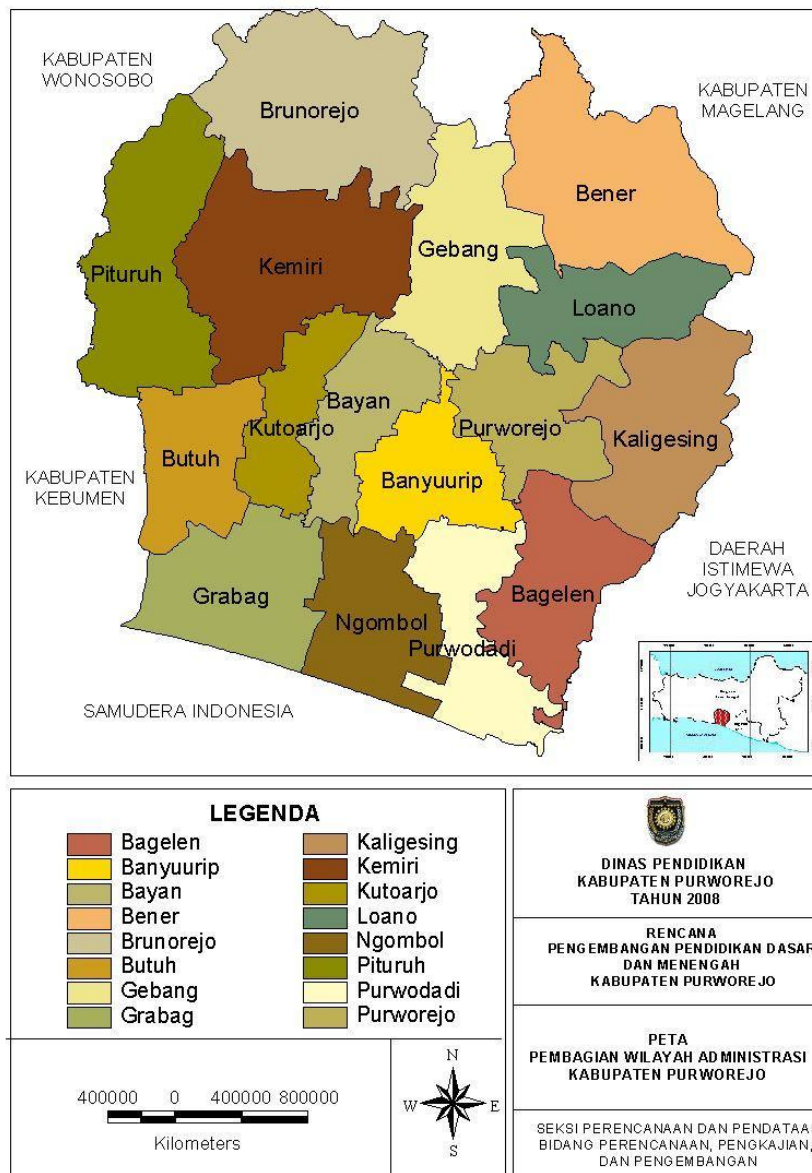 KABUPATEN
WONOSOBO
KABUPATEN
MAGELANG
Brunorejo
Bener
Gebang
Pituruh
Kemiri
Loano
Bayan
Kutoarjo
Purworejo
Kaligesing
Butuh
Banyuurip
KABUPATEN
KEBUMEN
DAERAH
ISTIMEWA
JOGYAKARTA
Grabag
Ngombol
Bagelen
Purwodadi
SAMUDERA INDONESIA
LEGENDA
Bagelen
Banyuurip
Bayan
Bener
Brunorejo
Butuh
Gebang
Grabag
Kaligesing
Kemiri
Kutoarjo
Loano
Ngombol
Pituruh
Purwodadi
Purworejo
400000 0 400000 800000
Kilometers
N
W E
S
DINAS PENDIDIKAN
KABUPATEN PURWOREJO
TAHUN 2008
RENCANA
PENGEMBANGAN PENDIDIKAN DASAR
DAN MENENGAH
KABUPATEN PURWOREJO
PETA
PEMBAGIAN WILAYAH ADMINISTRASI
KABUPATEN PURWOREJO
SEKSI PERENCANAAN DAN PENDATAA
BIDANG PERENCANAAN, PENGKAJIAN,
DAN PENGEMBANGAN